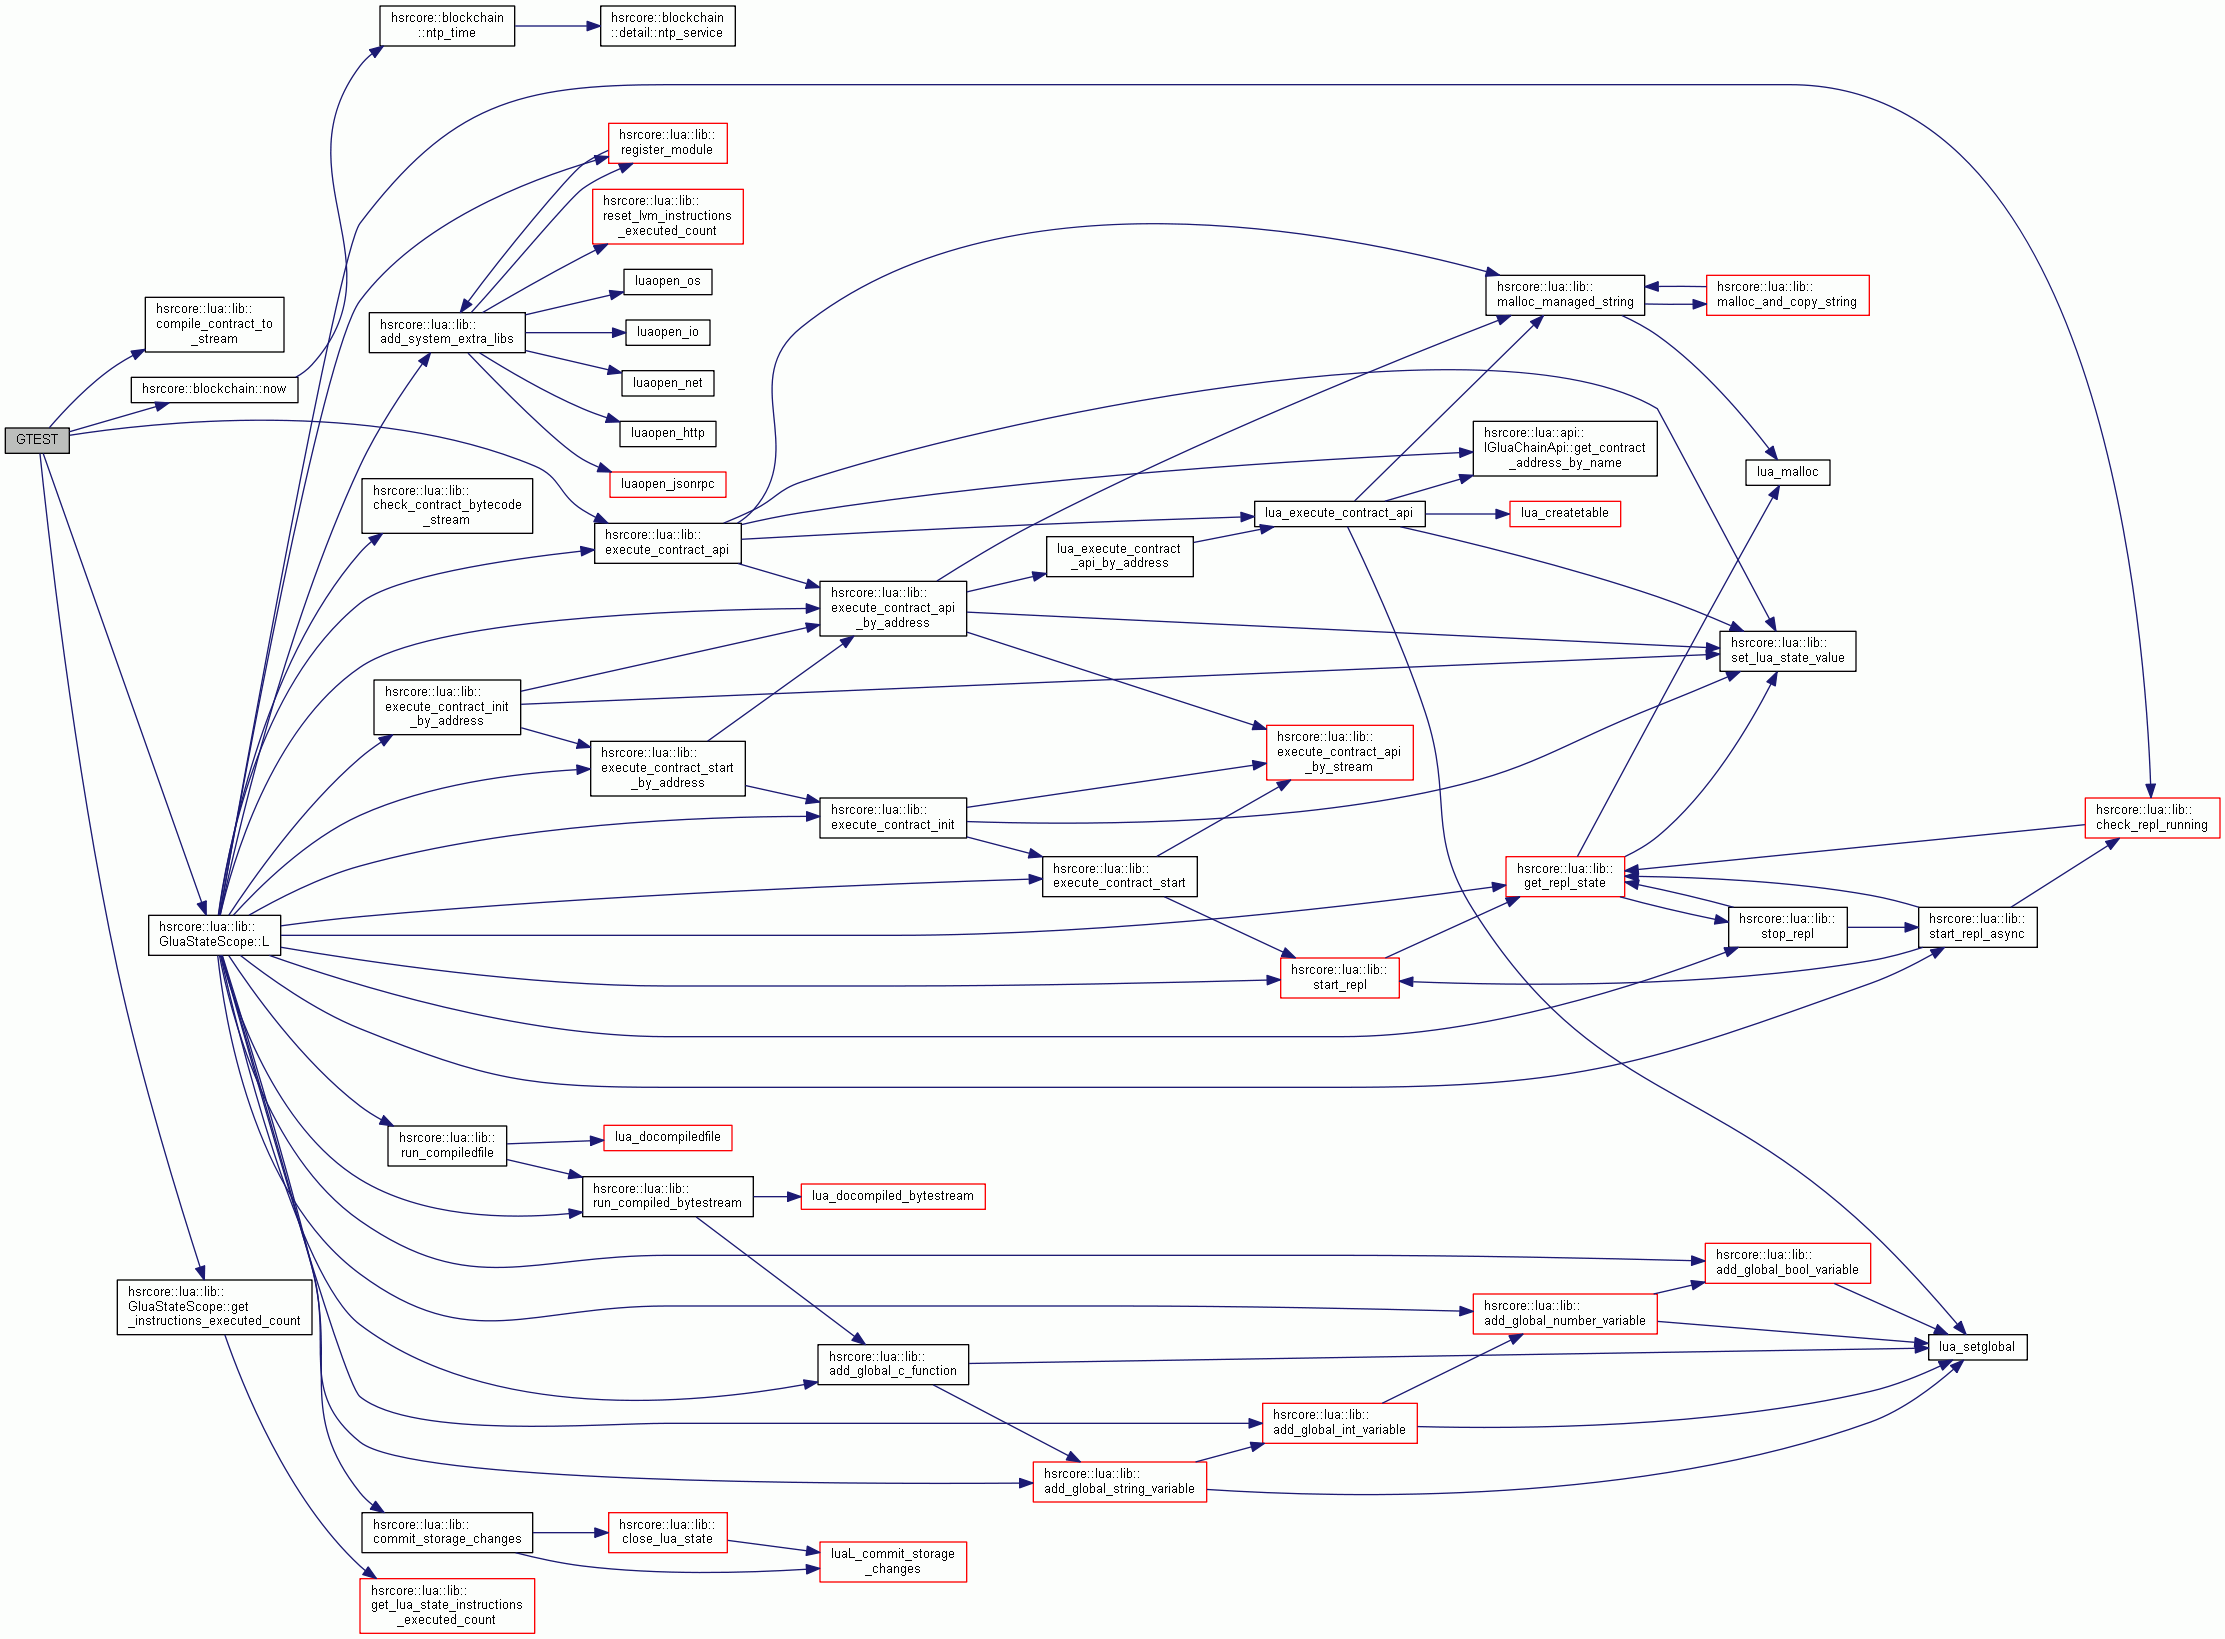 hsrcore::blockchain
::ntp_time
hsrcore::blockchain
::detail::ntp_service
hsrcore::lua::lib::
register_module
hsrcore::lua::lib::
reset_lvm_instructions
_executed_count
luaopen_os
luaopen_io
luaopen_net
luaopen_http
luaopen_jsonrpc
hsrcore::lua::lib::
compile_contract_to
_stream
hsrcore::blockchain::now
GTEST
hsrcore::lua::lib::
add_system_extra_libs
hsrcore::lua::lib::
check_contract_bytecode
_stream
hsrcore::lua::lib::
execute_contract_api
hsrcore::lua::lib::
malloc_managed_string
hsrcore::lua::lib::
malloc_and_copy_string
hsrcore::lua::api::
IGluaChainApi::get_contract
_address_by_name
lua_malloc
lua_execute_contract_api
lua_createtable
lua_execute_contract
_api_by_address
hsrcore::lua::lib::
execute_contract_api
_by_address
hsrcore::lua::lib::
set_lua_state_value
hsrcore::lua::lib::
execute_contract_init
_by_address
hsrcore::lua::lib::
execute_contract_start
_by_address
hsrcore::lua::lib::
execute_contract_api
_by_stream
hsrcore::lua::lib::
execute_contract_init
hsrcore::lua::lib::
check_repl_running
hsrcore::lua::lib::
execute_contract_start
hsrcore::lua::lib::
get_repl_state
hsrcore::lua::lib::
GluaStateScope::L
hsrcore::lua::lib::
stop_repl
hsrcore::lua::lib::
start_repl_async
hsrcore::lua::lib::
start_repl
hsrcore::lua::lib::
run_compiledfile
lua_docompiledfile
hsrcore::lua::lib::
run_compiled_bytestream
lua_docompiled_bytestream
hsrcore::lua::lib::
add_global_bool_variable
hsrcore::lua::lib::
GluaStateScope::get
_instructions_executed_count
hsrcore::lua::lib::
add_global_number_variable
hsrcore::lua::lib::
add_global_c_function
lua_setglobal
hsrcore::lua::lib::
add_global_int_variable
hsrcore::lua::lib::
add_global_string_variable
hsrcore::lua::lib::
commit_storage_changes
hsrcore::lua::lib::
close_lua_state
luaL_commit_storage
_changes
hsrcore::lua::lib::
get_lua_state_instructions
_executed_count